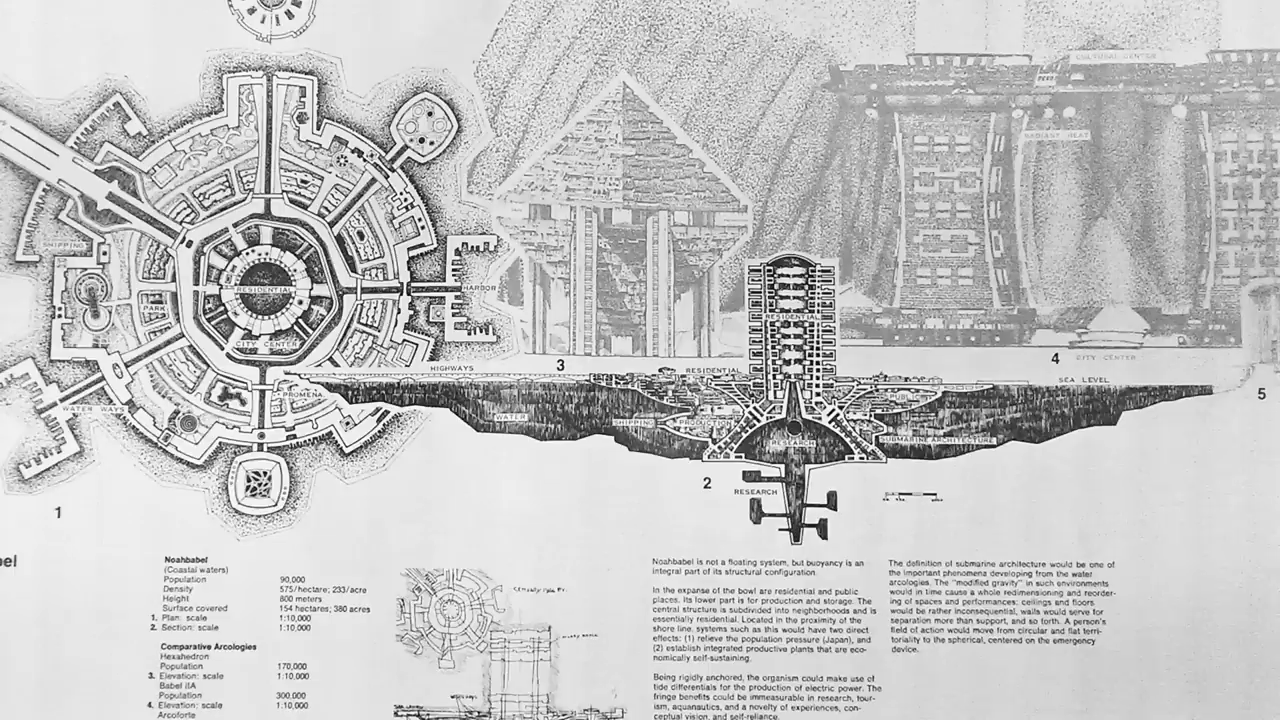 CULTURAL CENTER
RADIANT HEAT
SHIPPING
RESIDENTIAL
HARBOR
PARK
RESIDENTIAL
CITY CENTER
3
4
CITY CENTER
HIGHWAYS
RESIDENTIAL
SEA LEVEL
5
PROMENA
PUBLIC
WATER WAYS
WATER
SHIPPING
PRODUCTION
RESEARCH
SUBMARINE ARCHITECTURE
2
RESEARCH
1
bel
Noahbabel
(Coastal waters)
Population 90,000
Density 575/hectare; 233/acre
Height 800 meters
Surface covered 154 hectares; 380 acres
1. Plan: scale 1:10,000
2. Section: scale 1:10,000
Comparative Arcologies
Hexahedron
Population 170,000
3. Elevation: scale 1:10,000
Babel IIA
Population 300,000
4. Elevation: scale 1:10,000
Arcoforte
Noahbabel is not a floating system, but buoyancy is an
integral part of its structural configuration.
In the expanse of the bowl are residential and public
places. Its lower part is for production and storage. The
central structure is subdivided into neighborhoods and is
essentially residential. Located in the proximity of the
shore line, systems such as this would have two direct
effects: (1) relieve the population pressure (Japan), and
(2) establish integrated productive plants that are eco-
nomically self-sustaining.
Being rigidly anchored, the organism could make use of
tide differentials for the production of electric power. The
fringe benefits could be immeasurable in research, tour-
ism, aquanautics, and a novelty of experiences, con-
ceptual vision, and self-reliance.
The definition of submarine architecture would be one of
the important phenomena developing from the water
arcologies. The "modified gravity" in such environments
would in time cause a whole redimensioning and reorder-
ing of spaces and performances: ceilings and floors
would be rather inconsequential, walls would serve for
separation more than support, and so forth. A person's
field of action would move from circular and flat terri-
toriality to the spherical, centered on the emergency
device.